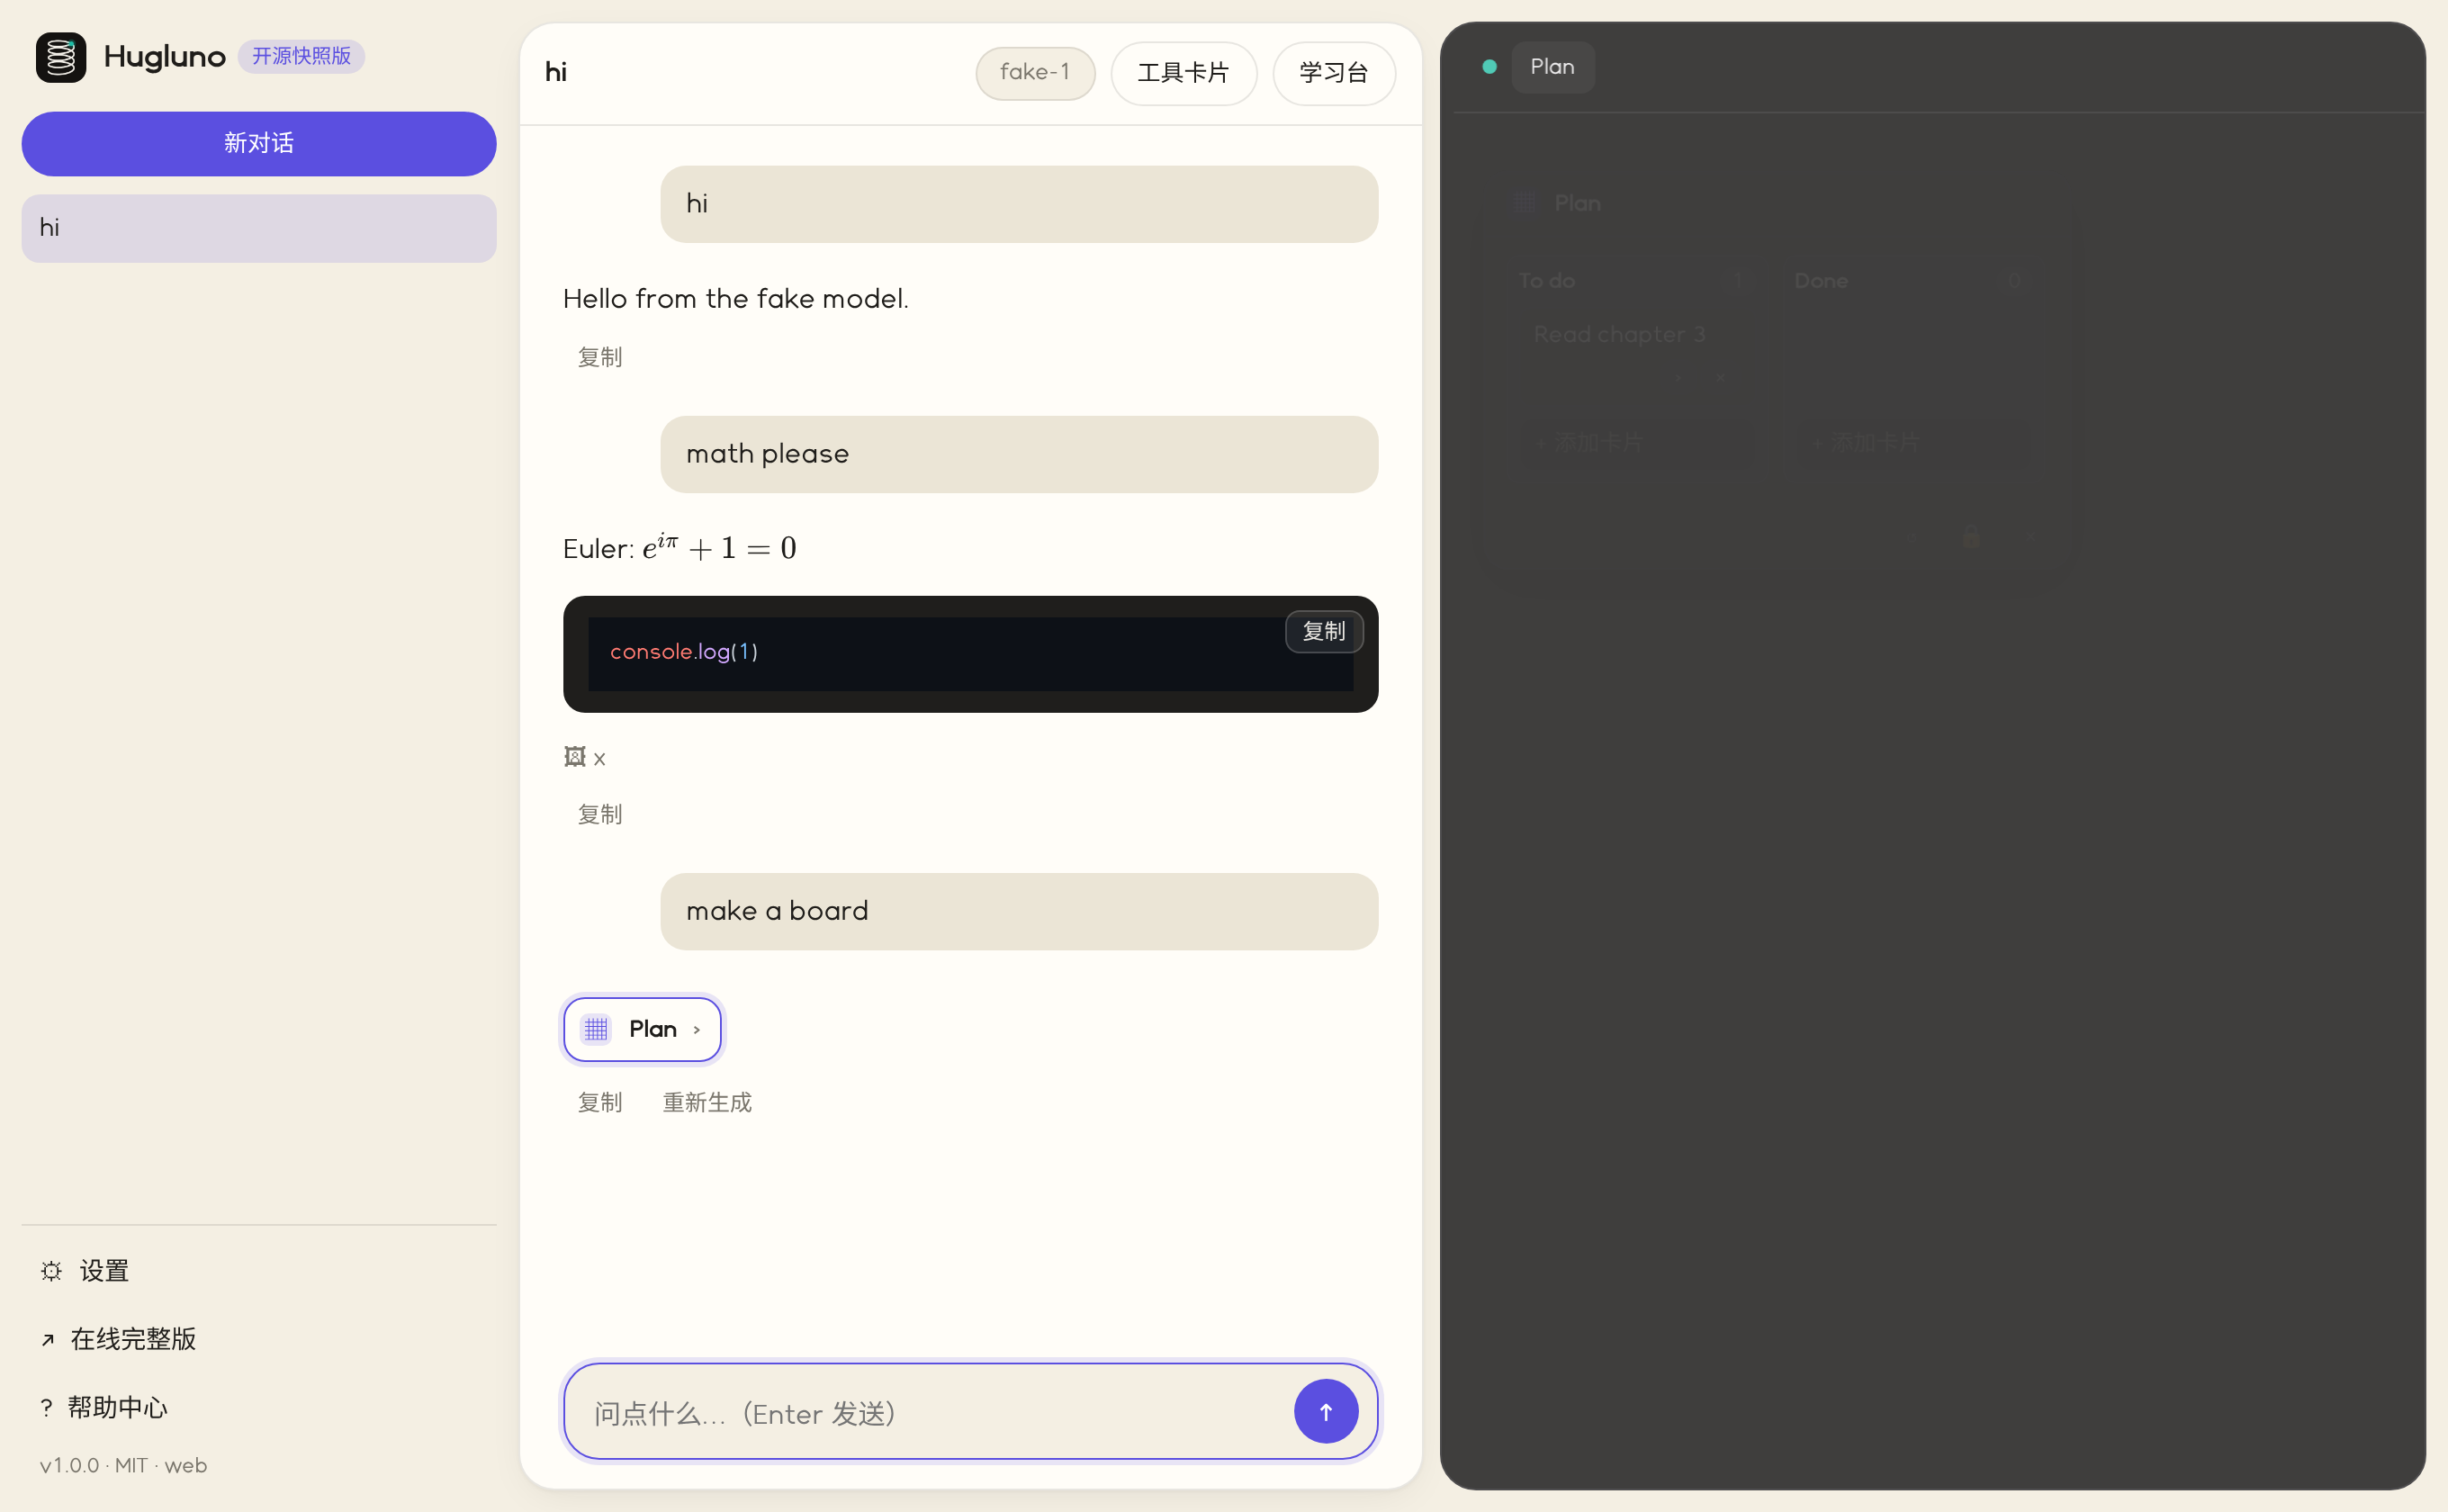 Hugluno 开源快照版
新对话
hi
设置
在线完整版
? 帮助中心
v1.0.0 · MIT · web
hi
fake-1
工具卡片
学习台
hi
Hello from the fake model.
复制
math please
Euler: e^{iπ} + 1 = 0
复制
console.log(1)
x
复制
make a board
Plan ›
复制 重新生成
问点什么… (Enter 发送)
Plan
Plan
To do 1
Done 0
Read chapter 3
+ 添加卡片
+ 添加卡片